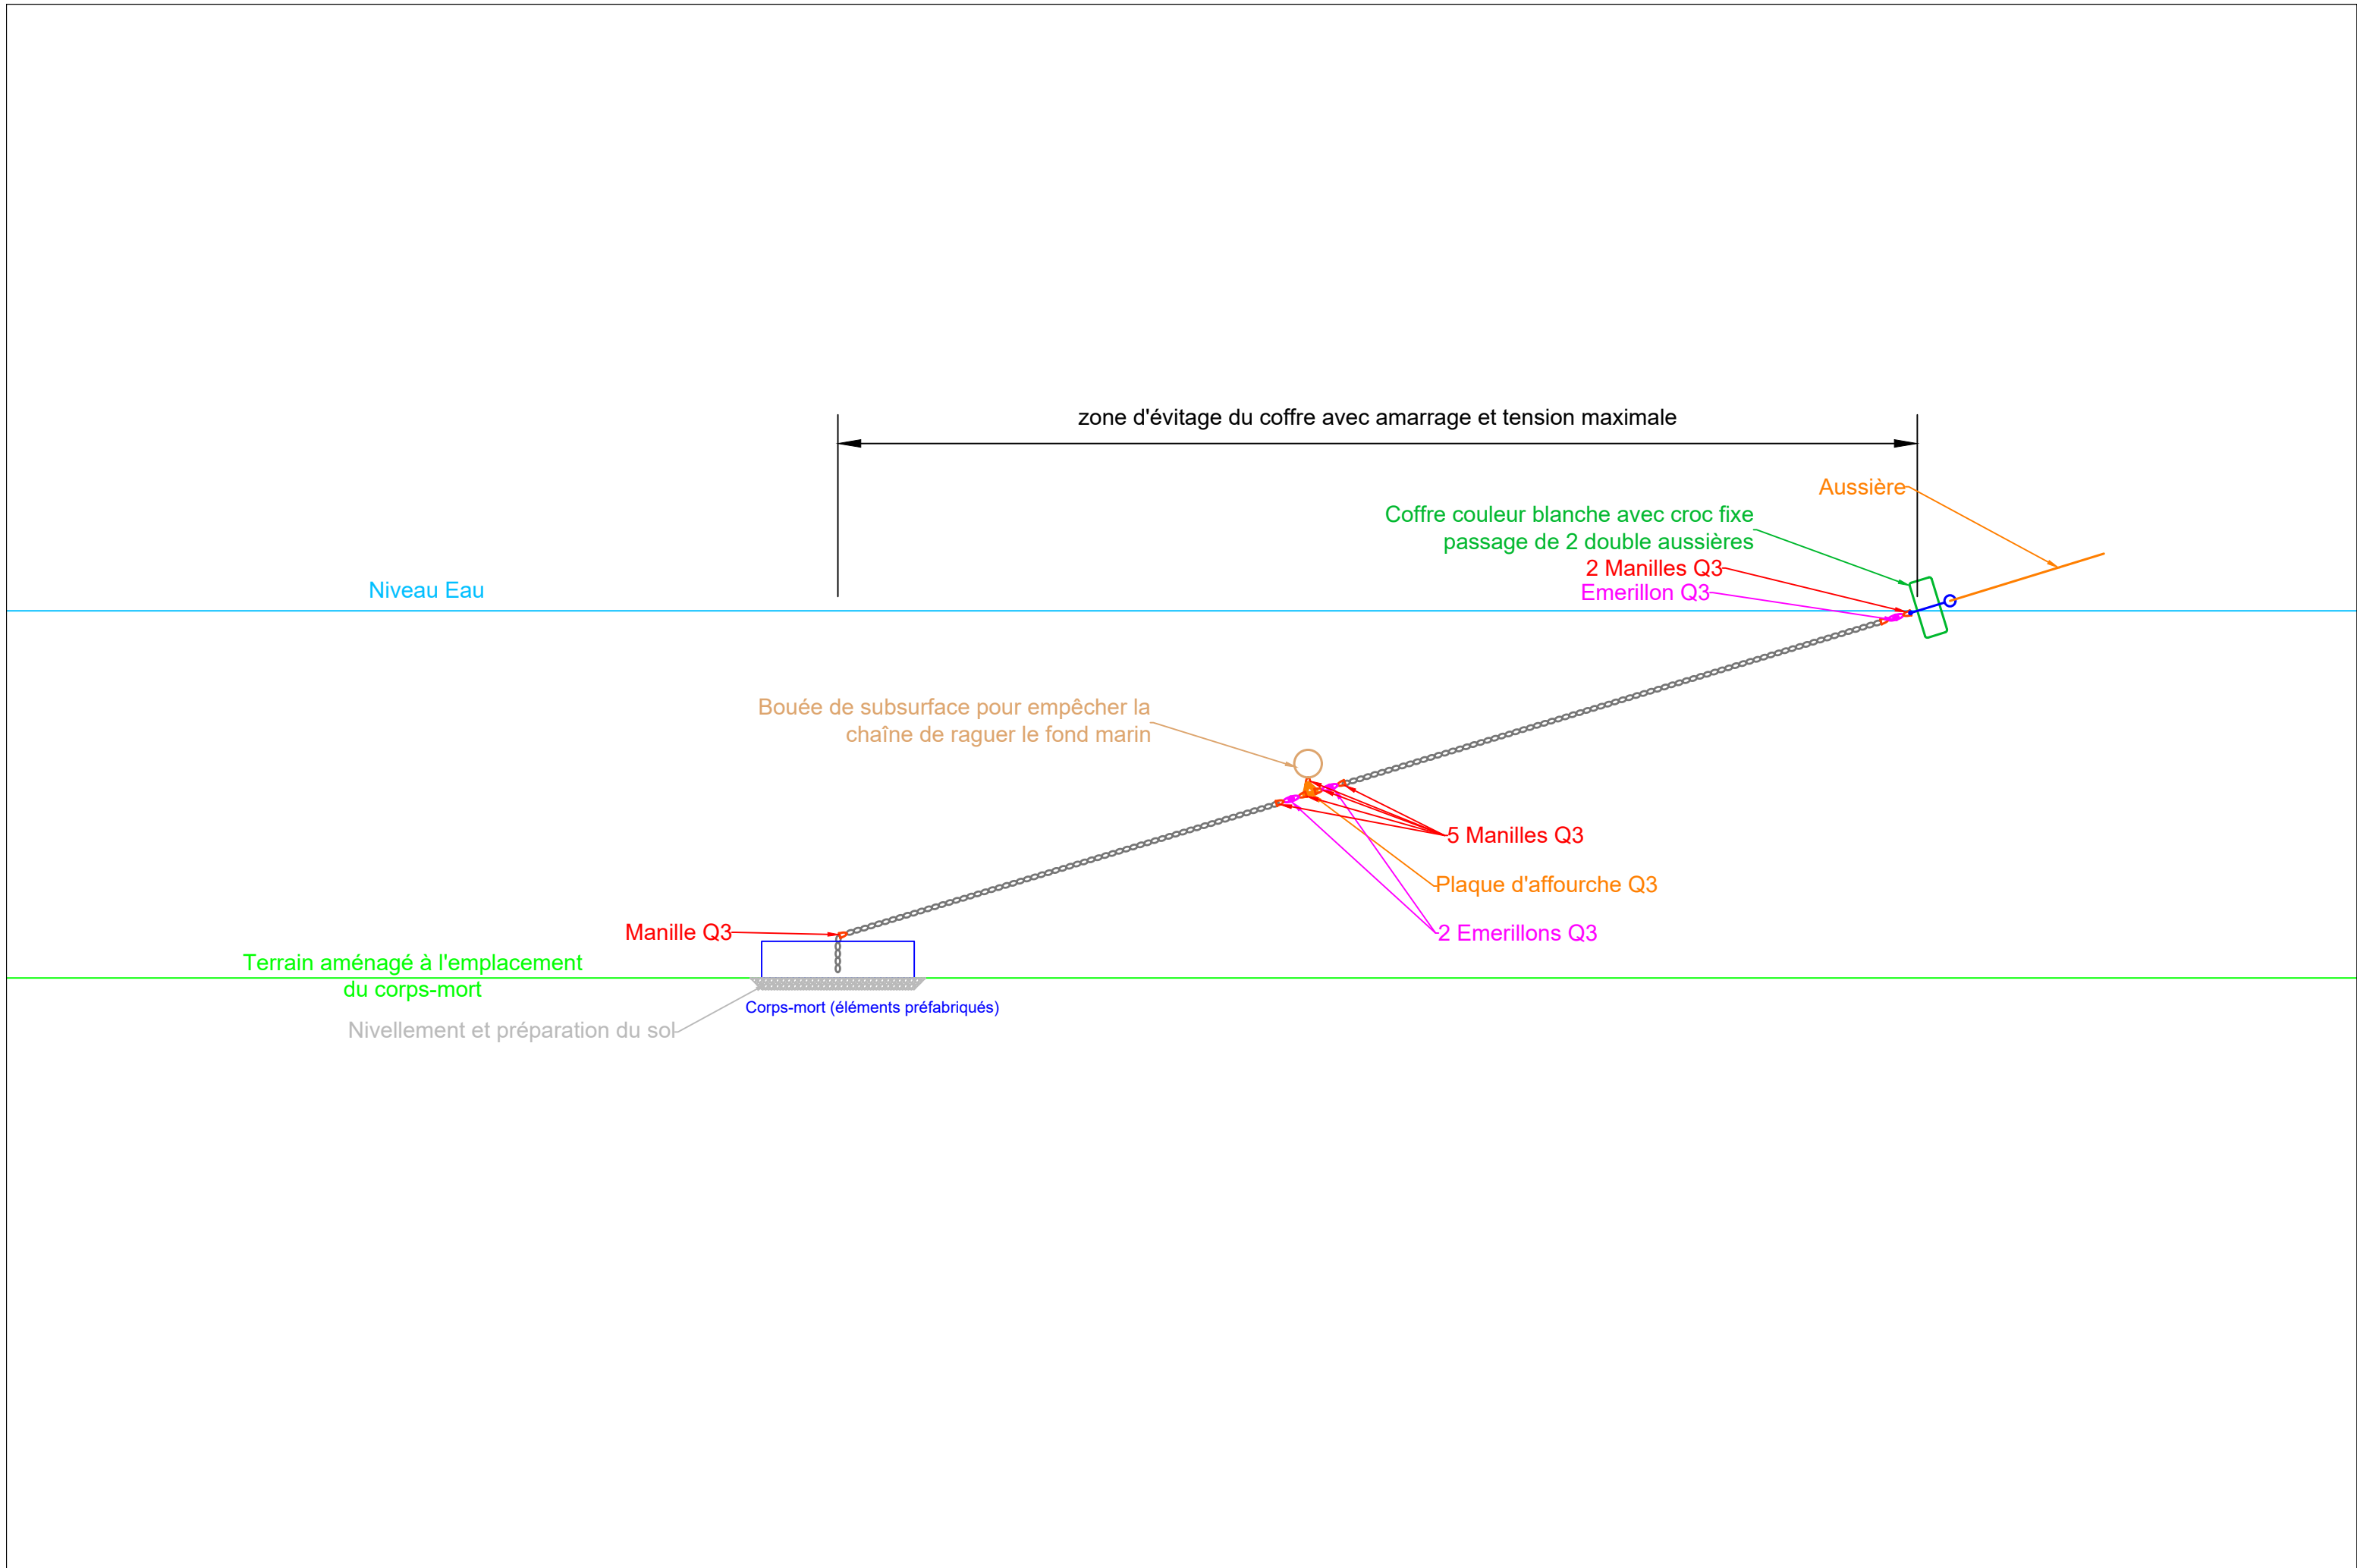 zone d'évitage du coffre avec amarrage et tension maximale
Aussière
Coffre couleur blanche avec croc fixe
passage de 2 double aussières
2 Manilles Q3
Emerillon Q3
Niveau Eau
Bouée de subsurface pour empêcher la
chaîne de raguer le fond marin
5 Manilles Q3
Plaque d'affourche Q3
2 Emerillons Q3
Manille Q3
Terrain aménagé à l'emplacement
du corps-mort
Corps-mort (éléments préfabriqués)
Nivellement et préparation du sol